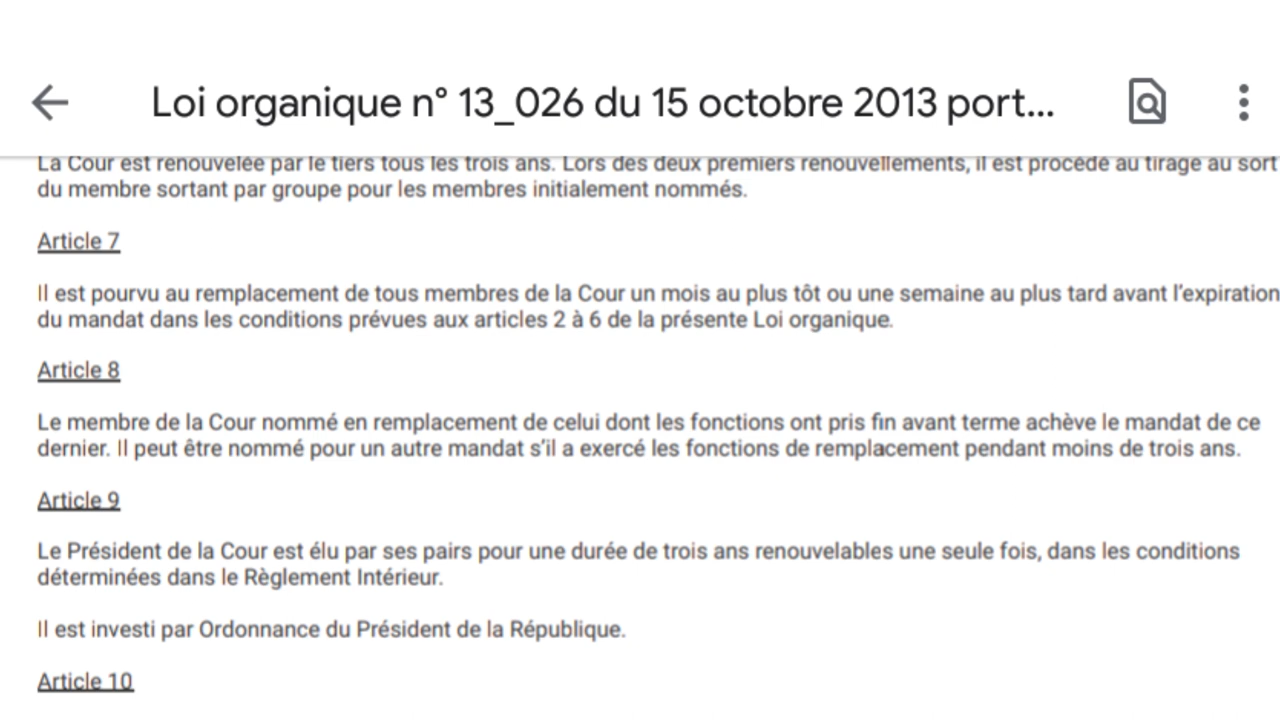 Loi organique n° 13_026 du 15 octobre 2013 port...
La Cour est renouvelée par le tiers tous les trois ans. Lors des deux premiers renouvellements, il est procédé au tirage au sort
du membre sortant par groupe pour les membres initialement nommés.
Article 7
Il est pourvu au remplacement de tous membres de la Cour un mois au plus tôt ou une semaine au plus tard avant l'expiration
du mandat dans les conditions prévues aux articles 2 à 6 de la présente Loi organique.
Article 8
Le membre de la Cour nommé en remplacement de celui dont les fonctions ont pris fin avant terme achève le mandat de ce
dernier. Il peut être nommé pour un autre mandat s'il a exercé les fonctions de remplacement pendant moins de trois ans.
Article 9
Le Président de la Cour est élu par ses pairs pour une durée de trois ans renouvelables une seule fois, dans les conditions
déterminées dans le Règlement Intérieur.
Il est investi par Ordonnance du Président de la République.
Article 10